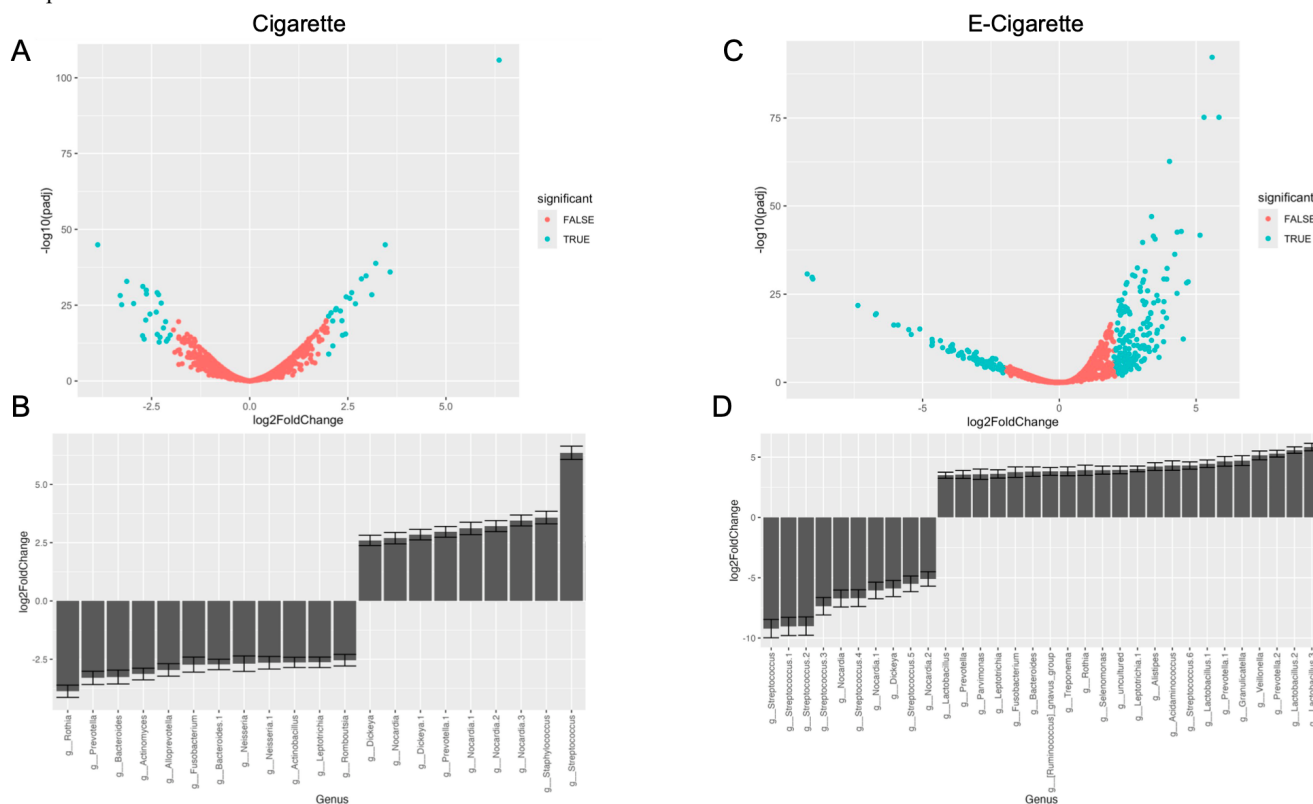 Cigarette
E-Cigarette
A
100
75
50
25
0
-log10(padj)
-2.5
0.0
2.5
5.0
log2FoldChange
significant
FALSE
TRUE
C
75
50
25
0
-log10(padj)
-5
0
5
log2FoldChange
significant
FALSE
TRUE
B
5.0
2.5
0.0
-2.5
log2FoldChange
g__Rothia
g__Prevotella
g__Bacteroides
g__Actinomyces
g__Alloprevotella
g__Fusobacterium
g__Bacteroides.1
g__Neisseria
g__Neisseria.1
g__Actinobacillus
g__Leptotrichia
g__Romboutsia
g__Dickeya
g__Nocardia
g__Dickeya.1
g__Prevotella.1
g__Nocardia.1
g__Nocardia.2
g__Nocardia.3
g__Staphylococcus
g__Streptococcus
Genus
D
5
0
-5
-10
log2FoldChange
g__Streptococcus
g__Streptococcus.1
g__Streptococcus.2
g__Streptococcus.3
g__Nocardia
g__Streptococcus.4
g__Nocardia.1
g__Dickeya
g__Streptococcus.5
g__Nocardia.2
g__Lactobacillus
g__Prevotella
g__Parvimonas
g__Leptotrichia
g__Fusobacterium
g__Bacteroides
g__[Ruminococcus]_gnavus_group
g__Treponema
g__Rothia
g__Selenomonas
g__uncultured
g__Leptotrichia.1
g__Alistipes
g__Acidaminococcus
g__Streptococcus.6
g__Lactobacillus.1
g__Prevotella.1
g__Granulicatella
g__Veillonella
g__Prevotella.2
g__Lactobacillus.2
Genus